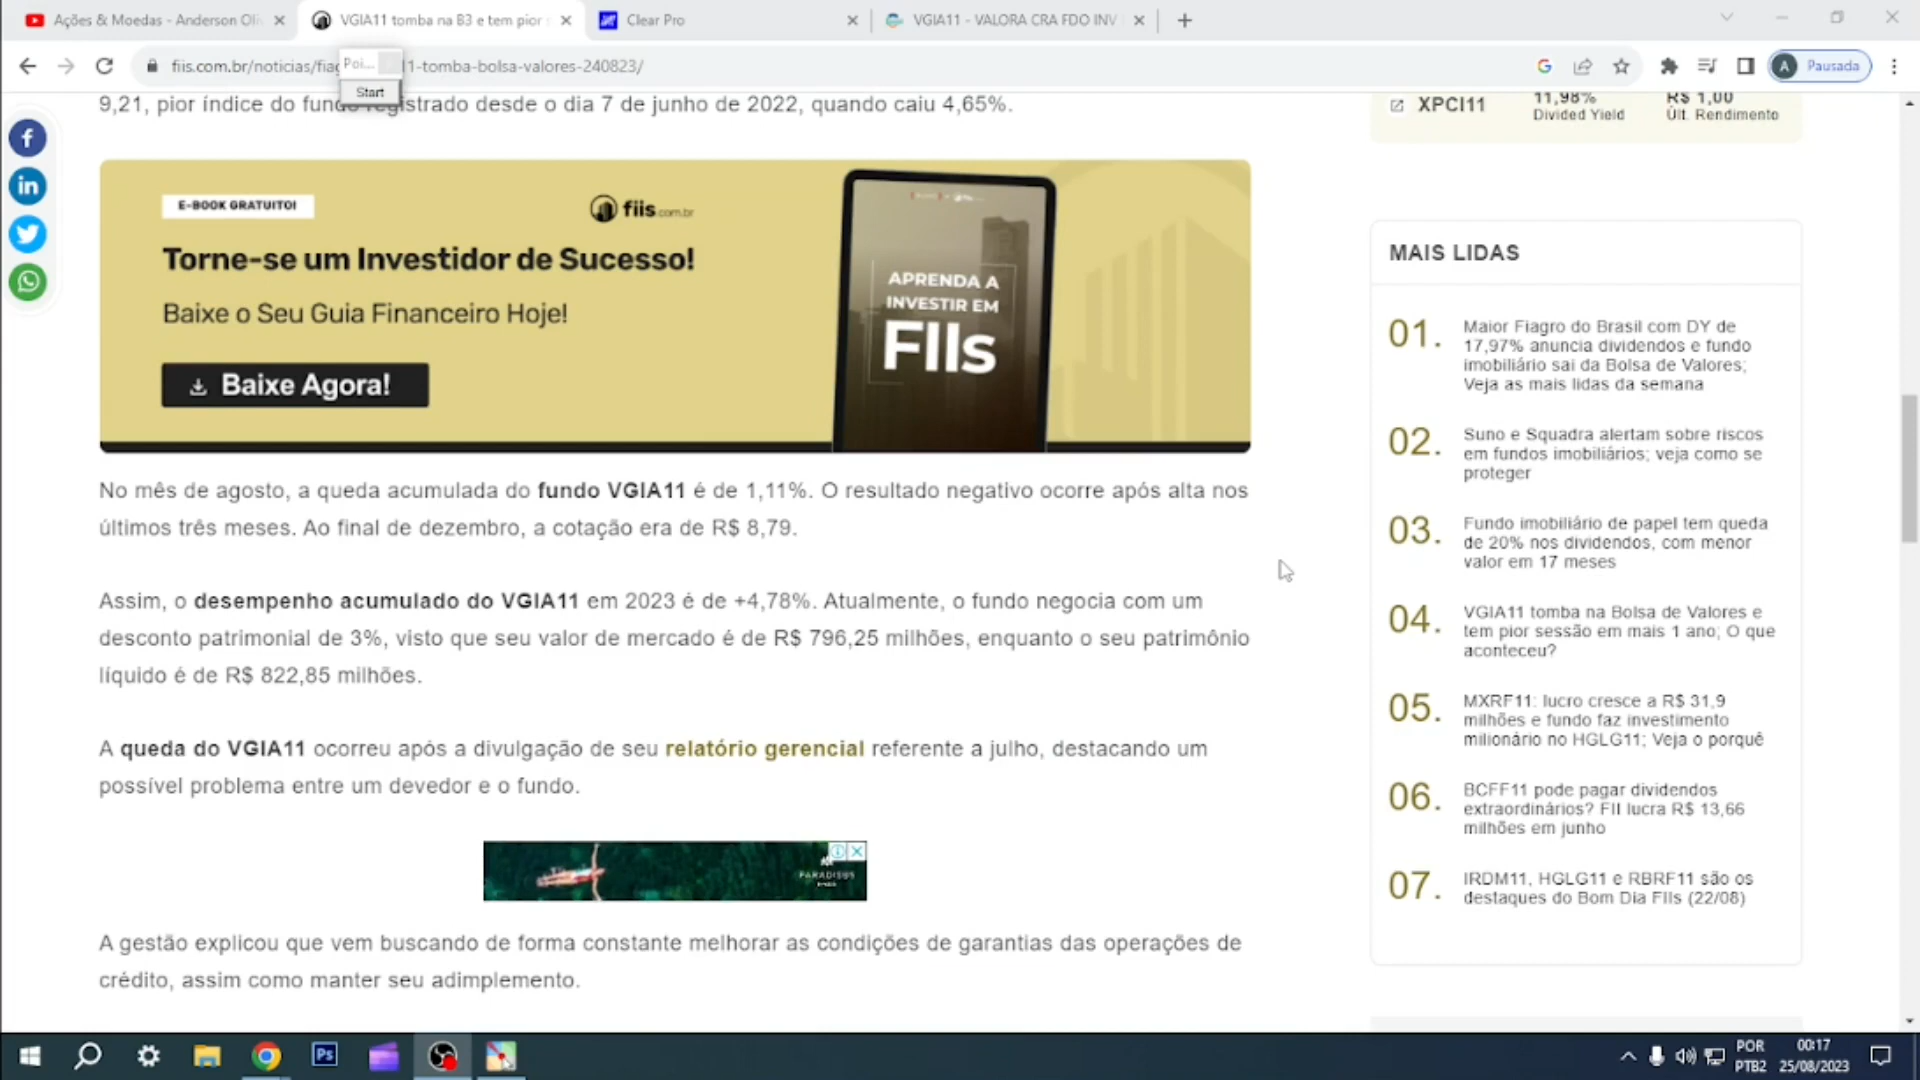 Ações & Moedas - Anderson Oli
VGIA11 tomba na B3 e tem pior
Clear Pro
VGIA11 - VALORA CRA FDO INV
fiis.com.br/noticias/fiag 11-tomba-bolsa-valores-240823/
Poi...
Start
Pausada
A
9,21, pior índice do fundo registrado desde o dia 7 de junho de 2022, quando caiu 4,65%.
E-BOOK GRATUITO!
fiis.com.br
Torne-se um Investidor de Sucesso!
Baixe o Seu Guia Financeiro Hoje!
Baixe Agora!
APRENDA A
INVESTIR EM
FIIs
No mês de agosto, a queda acumulada do fundo VGIA11 é de 1,11%. O resultado negativo ocorre após alta nos
últimos três meses. Ao final de dezembro, a cotação era de R$ 8,79.
Assim, o desempenho acumulado do VGIA11 em 2023 é de +4,78%. Atualmente, o fundo negocia com um
desconto patrimonial de 3%, visto que seu valor de mercado é de R$ 796,25 milhões, enquanto o seu patrimônio
líquido é de R$ 822,85 milhões.
A queda do VGIA11 ocorreu após a divulgação de seu relatório gerencial referente a julho, destacando um
possível problema entre um devedor e o fundo.
PARADISUS
A gestão explicou que vem buscando de forma constante melhorar as condições de garantias das operações de
crédito, assim como manter seu adimplemento.
XPCI11
11,98%
Divided Yield
R$ 1,00
Últ. Rendimento
MAIS LIDAS
01.
Maior Fiagro do Brasil com DY de
17,97% anuncia dividendos e fundo
imobiliário sai da Bolsa de Valores;
Veja as mais lidas da semana
02.
Suno e Squadra alertam sobre riscos
em fundos imobiliários; veja como se
proteger
03.
Fundo imobiliário de papel tem queda
de 20% nos dividendos, com menor
valor em 17 meses
04.
VGIA11 tomba na Bolsa de Valores e
tem pior sessão em mais 1 ano; O que
aconteceu?
05.
MXRF11: lucro cresce a R$ 31,9
milhões e fundo faz investimento
milionário no HGLG11; Veja o porquê
06.
BCFF11 pode pagar dividendos
extraordinários? FII lucra R$ 13,66
milhões em junho
07.
IRDM11, HGLG11 e RBRF11 são os
destaques do Bom Dia FIIs (22/08)
Ps
POR
PTB2
00:17
25/08/2023